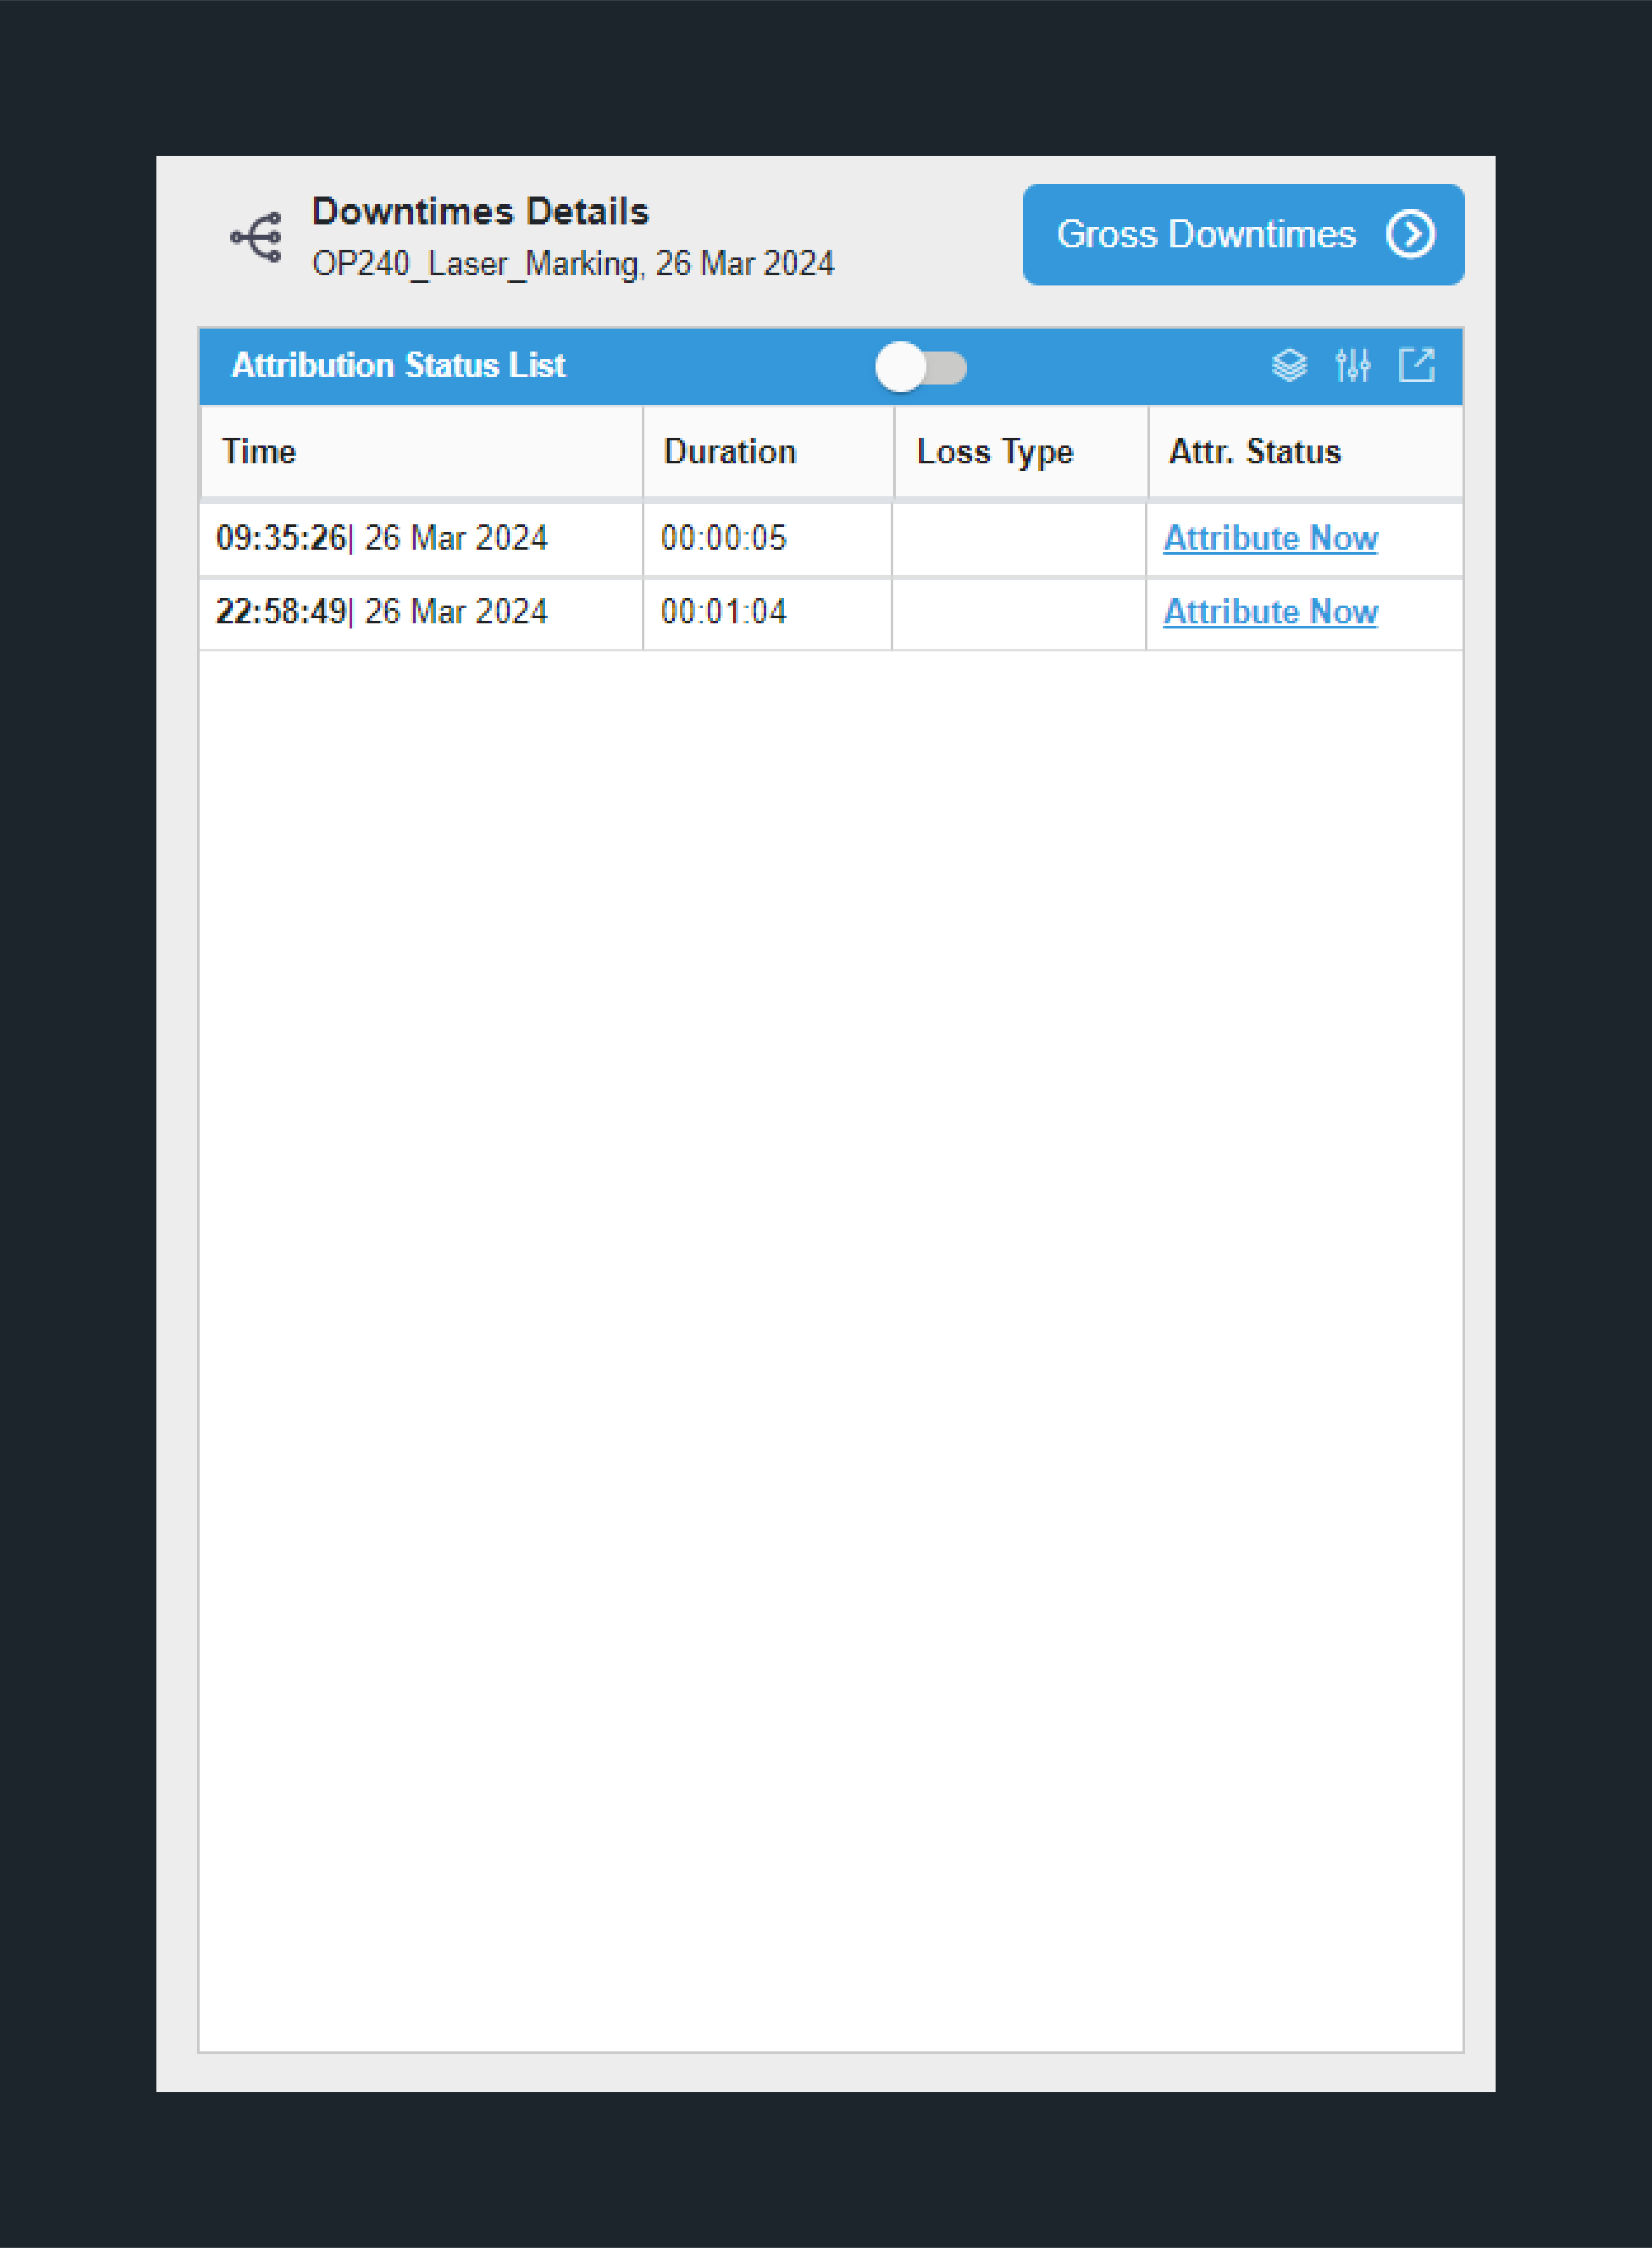 Downtimes Details
OP240_Laser_Marking, 26 Mar 2024
Gross Downtimes
Attribution Status List
Time Duration Loss Type Attr. Status
09:35:26| 26 Mar 2024 00:00:05 Attribute Now
22:58:49| 26 Mar 2024 00:01:04 Attribute Now